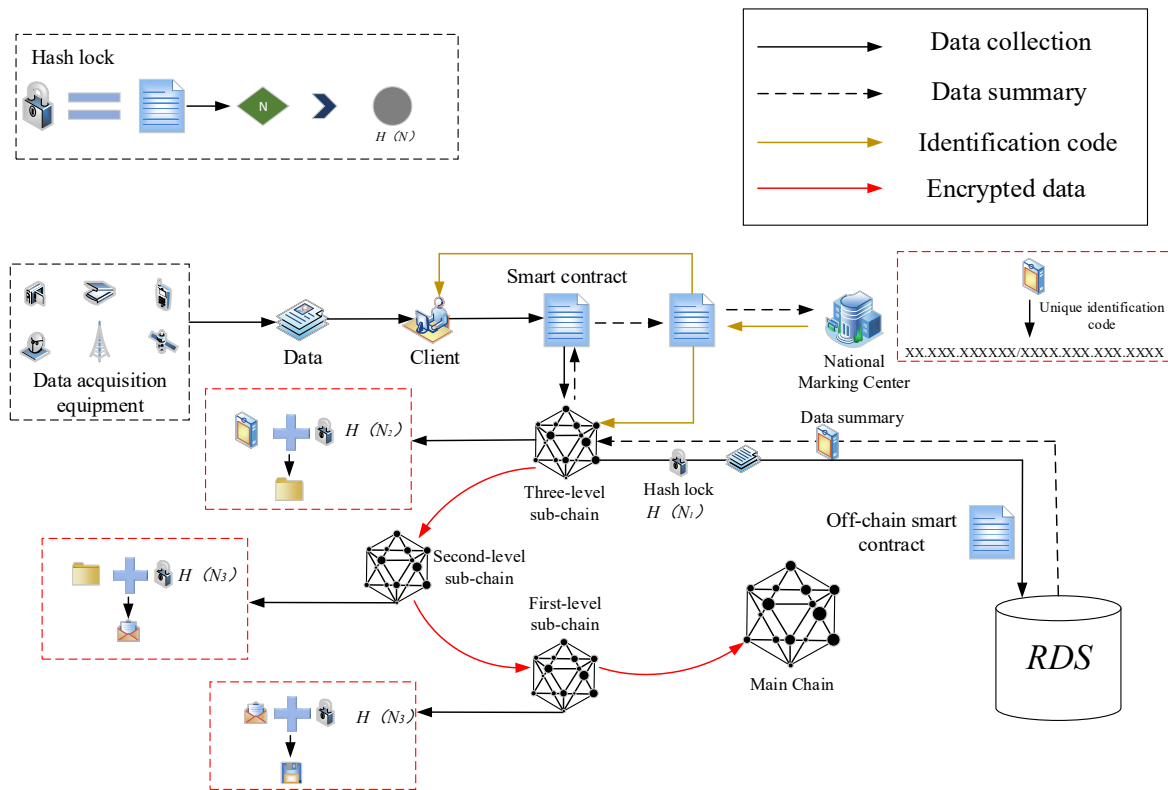 Hash lock
N
H（N）
Data collection
Data summary
Identification code
Encrypted data
Data acquisition
equipment
Data
Client
Smart contract
National
Marking Center
Unique identification
code
XX.XXX.XXXXXX/XXXX.XXX.XXX.XXXX
H（N₂）
Three-level
sub-chain
Hash lock
H（N₁）
Data summary
Off-chain smart
contract
RDS
H（N₃）
Second-level
sub-chain
First-level
sub-chain
Main Chain
H（N₃）